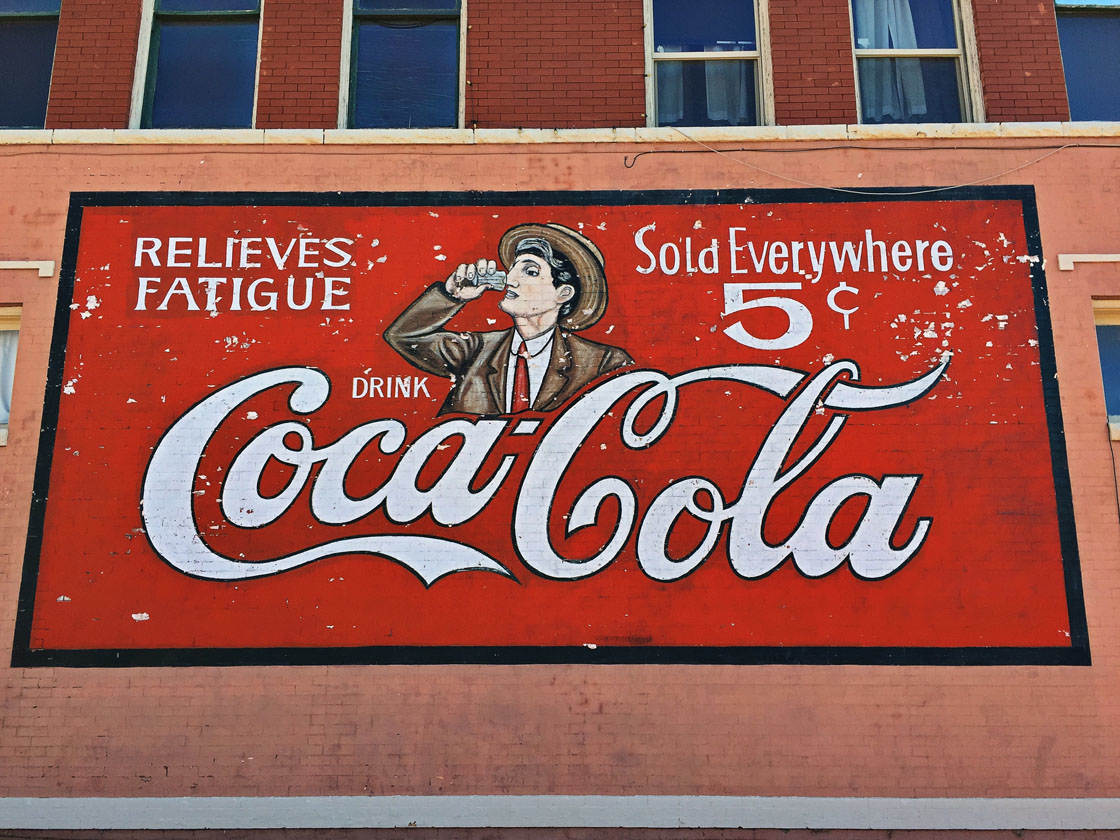 RELIEVES
FATIGUE
Sold Everywhere
5¢
DRINK
Coca-Cola